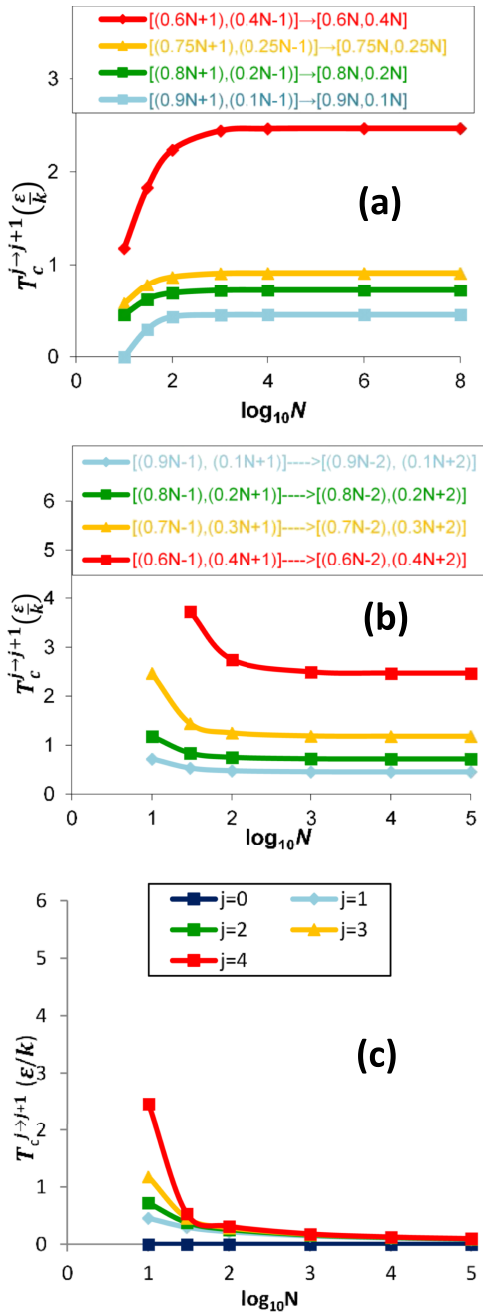 [(0.6N+1),(0.4N-1)]→[0.6N,0.4N]
[(0.75N+1),(0.25N-1)]→[0.75N,0.25N]
[(0.8N+1),(0.2N-1)]→[0.8N,0.2N]
[(0.9N+1),(0.1N-1)]→[0.9N,0.1N]
3
2
1
0
T_c^{j→j+1}(ε/k)
(a)
0 2 4 6 8
log₁₀N
[(0.9N-1), (0.1N+1)]---->[(0.9N-2), (0.1N+2)]
[(0.8N-1),(0.2N+1)]---->[(0.8N-2),(0.2N+2)]
[(0.7N-1),(0.3N+1)]---->[(0.7N-2),(0.3N+2)]
[(0.6N-1),(0.4N+1)]---->[(0.6N-2),(0.4N+2)]
6
5
4
3
2
1
0
T_c^{j→j+1}(ε/k)
(b)
0 1 2 3 4 5
log₁₀N
j=0 j=1
j=2 j=3
j=4
6
5
4
3
2
1
0
T_c^{j→j+1} (ε/k)
(c)
0 1 2 3 4 5
log₁₀N